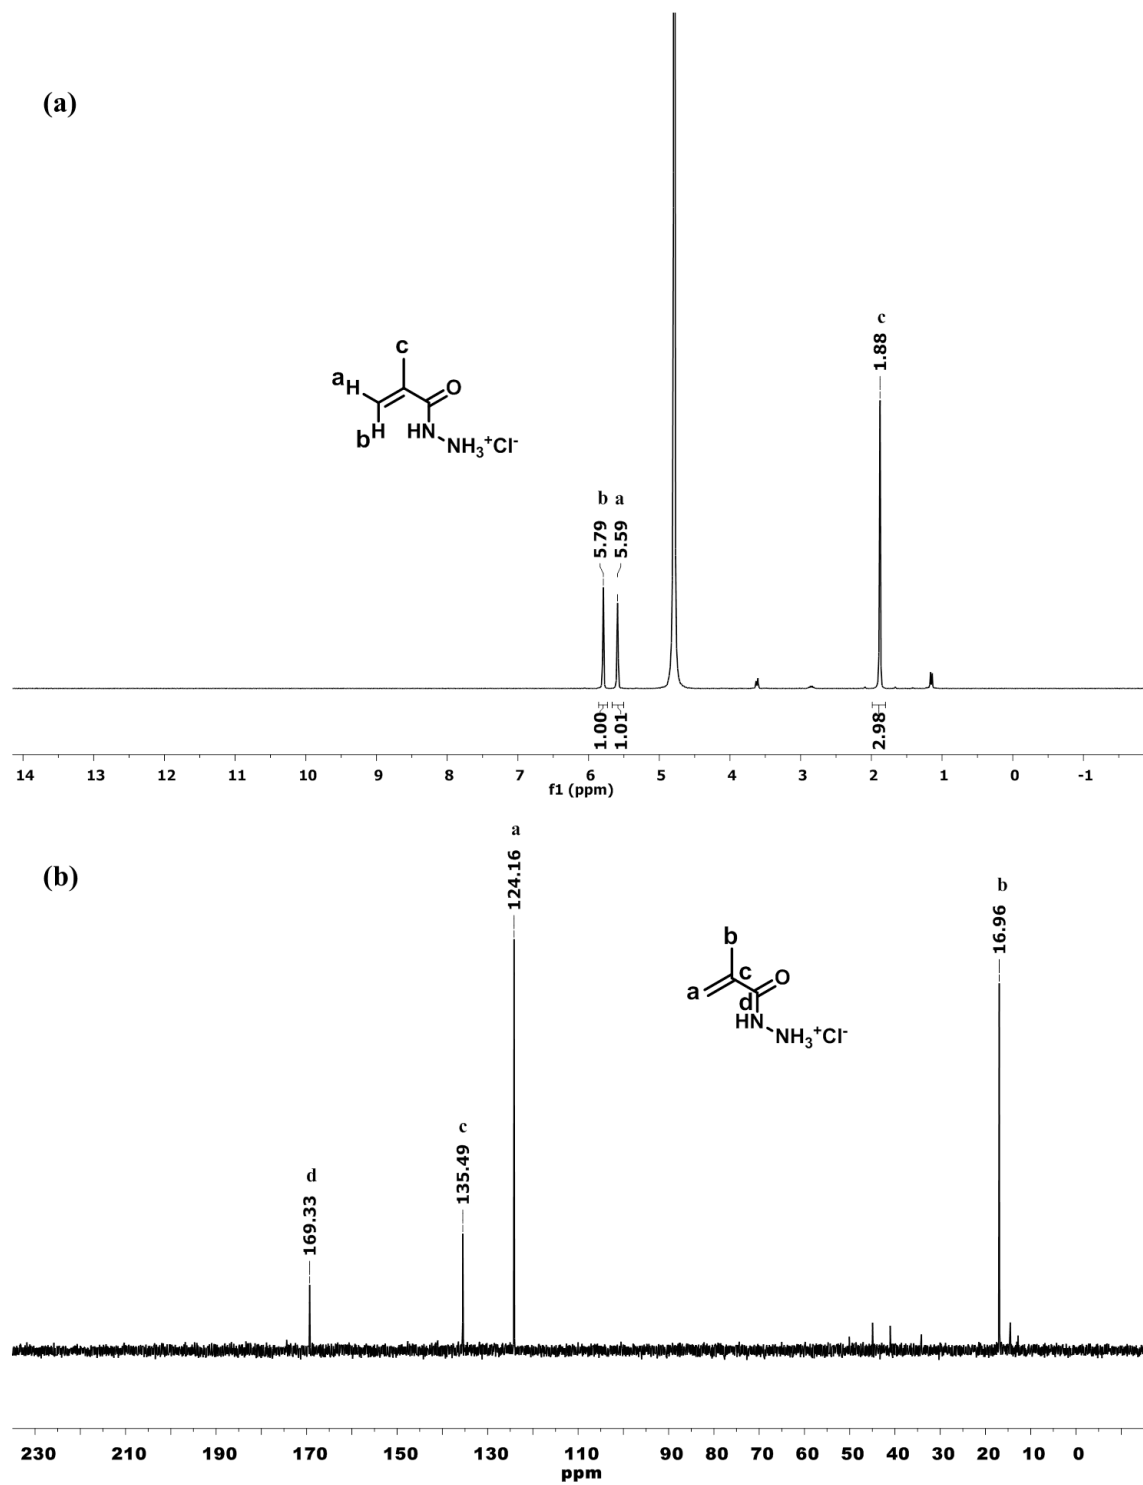 (a)
c
1.88
c
a H
O
b H
HN
NH3+Cl-
b a
5.79
5.59
1.00
1.01
2.98
14 13 12 11 10 9 8 7 6 5 4 3 2 1 0 -1
f1 (ppm)
(b)
a
124.16
b
16.96
b
c
O
a
d
HN
NH3+Cl-
c
135.49
d
169.33
230 210 190 170 150 130 110 90 80 70 60 50 40 30 20 10 0
ppm